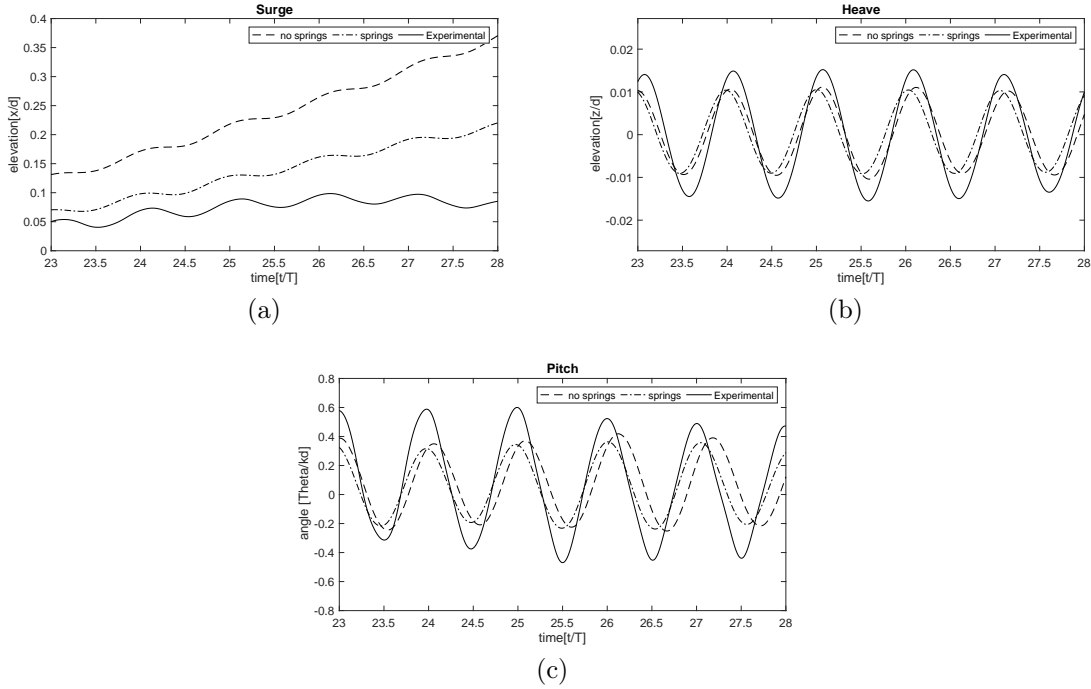 Surge
no springs springs Experimental
elevation[x/d]
0.4
0.35
0.3
0.25
0.2
0.15
0.1
0.05
0
23 23.5 24 24.5 25 25.5 26 26.5 27 27.5 28
time[t/T]
(a)
Heave
no springs springs Experimental
elevation[z/d]
0.02
0.01
0
-0.01
-0.02
23 23.5 24 24.5 25 25.5 26 26.5 27 27.5 28
time[t/T]
(b)
Pitch
no springs springs Experimental
angle [Theta/kd]
0.8
0.6
0.4
0.2
0
-0.2
-0.4
-0.6
-0.8
23 23.5 24 24.5 25 25.5 26 26.5 27 27.5 28
time[t/T]
(c)